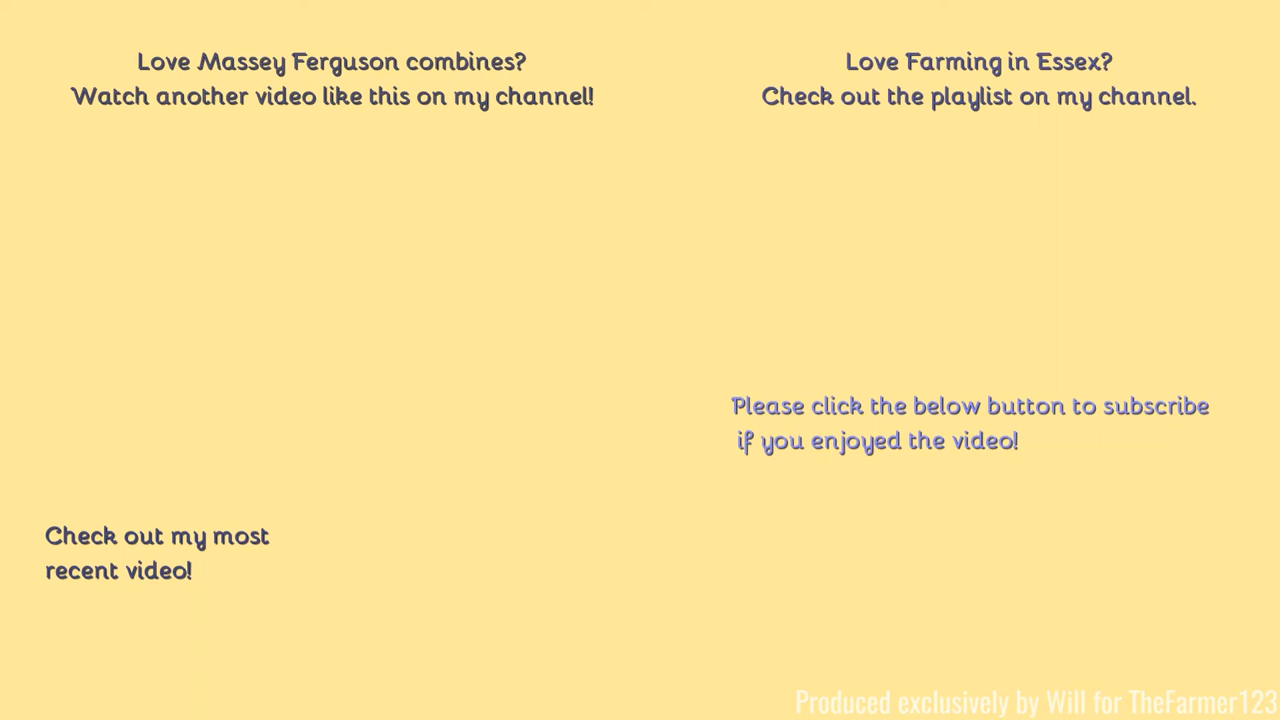 Love Massey Ferguson combines?
Watch another video like this on my channel!
Love Farming in Essex?
Check out the playlist on my channel.
Please click the below button to subscribe
if you enjoyed the video!
Check out my most
recent video!
Produced exclusively by Will for TheFarmer123